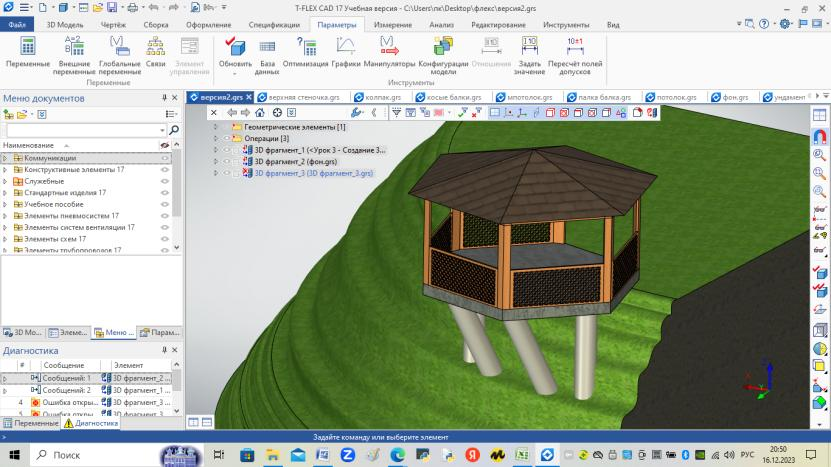 T-FLEX CAD 17 Учебная версия - C:\Users\пк\Desktop\флекс\версия2.grs
Файл 3D Модель Чертёж Сборка Оформление Спецификации Параметры Измерение Анализ Редактирование Инструменты Вид
Переменные Внешние переменные Глобальные переменные Связи Элемент управления Обновить База данных Оптимизация Графики Манипуляторы Конфигурации модели Отношения Задать значение Пересчёт полей допусков
Переменные Инструменты
Меню документов
версия2.grs верхняя стеночка.grs колпак.grs косые балки.grs мпотолок.grs палка балка.grs потолок.grs фон.grs ундамент
Наименование
Коммуникации
Конструктивные элементы 17
Служебные
Стандартные изделия 17
Учебное пособие
Элементы пневмосистем 17
Элементы систем вентиляции 17
Элементы схем 17
Элементы трубопроводов 17
Геометрические элементы [1]
Операции [3]
3D фрагмент_1 (<Урок 3 - Создание 3...
3D фрагмент_2 (фон.grs)
3D фрагмент_3 (3D фрагмент_3.grs)
3D Мо... Элеме... Меню ... Парам...
Диагностика
# Сообщение Элемент
Сообщений: 1 3D фрагмент_2 ...
Сообщений: 2 3D фрагмент_1 ...
4 Ошибка откры... 3D фрагмент_3 ...
5 Ошибка откры... 3D фрагмент_3 ...
Переменные Диагностика
> Задайте команду или выберите элемент
Поиск
РУС
20:50
16.12.2023